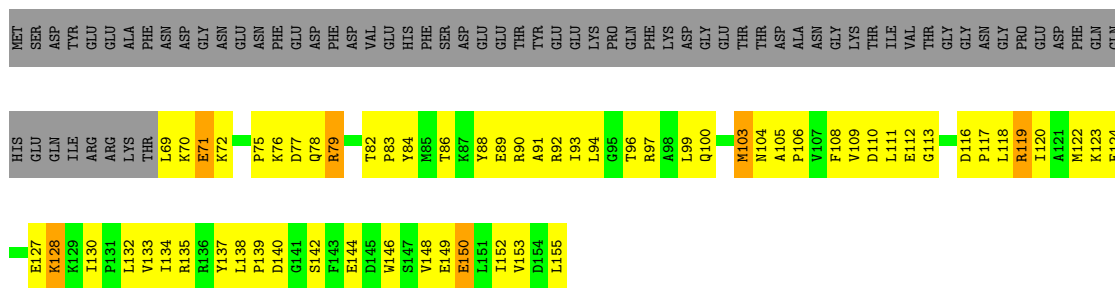 MET SER ASP TYR GLU GLU ALA PHE ASN ASP GLY ASN GLU ASN PHE GLU ASP PHE ASP VAL GLU HIS PHE SER ASP GLU GLU THR TYR GLU GLU LYS PRO GLN PHE LYS ASP GLY GLU THR THR ASP ALA ASN GLY LYS THR ILE VAL THR GLY GLY ASN GLY PRO GLU ASP PHE GLN GLN
HIS GLU GLN ILE ARG ARG LYS THR L69 K70 E71 K72 P75 K76 D77 Q78 R79 T82 P83 Y84 M85 T86 K87 Y88 E89 R90 A91 R92 I93 L94 G95 T96 R97 A98 L99 Q100 M103 N104 A105 P106 V107 F108 V109 D110 L111 E112 G113 D116 P117 L118 R119 I120 A121 M122 K123 E124
E127 K128 K129 I130 P131 L132 V133 I134 R135 R136 Y137 L138 P139 D140 G141 S142 F143 E144 D145 W146 S147 V148 E149 E150 L151 I152 V153 D154 L155